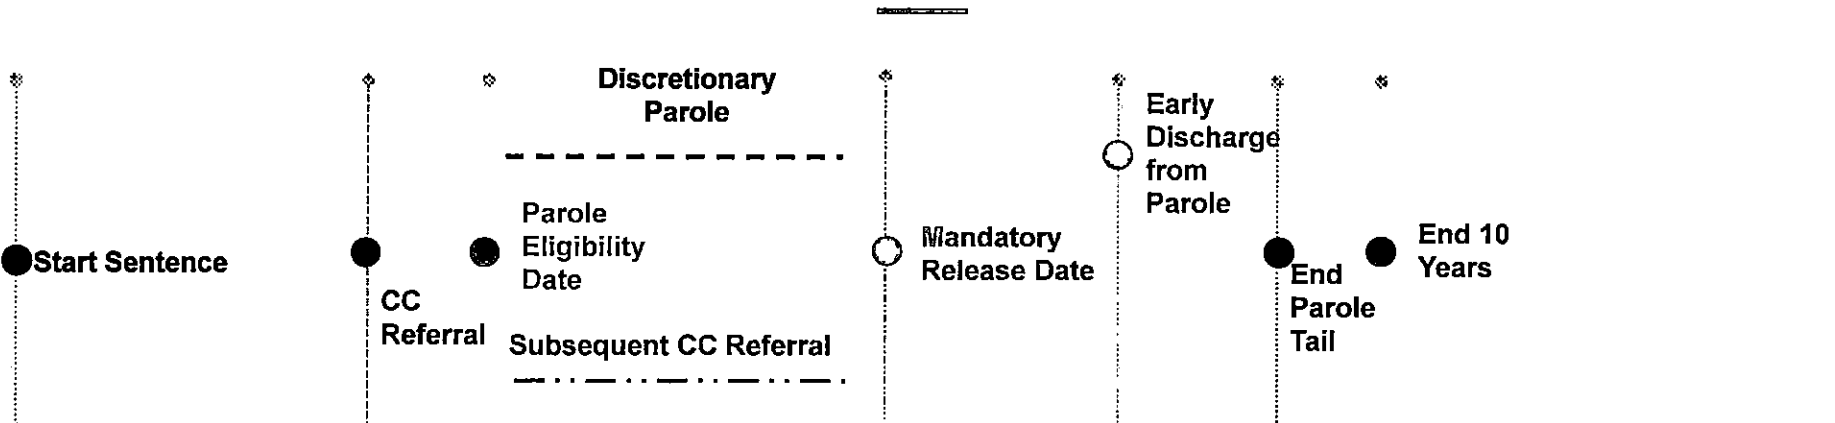 Discretionary
Parole
Early
Discharge
from
Parole
Start Sentence
CC
Referral
Parole
Eligibility
Date
Subsequent CC Referral
Mandatory
Release Date
End
Parole
Tail
End 10
Years